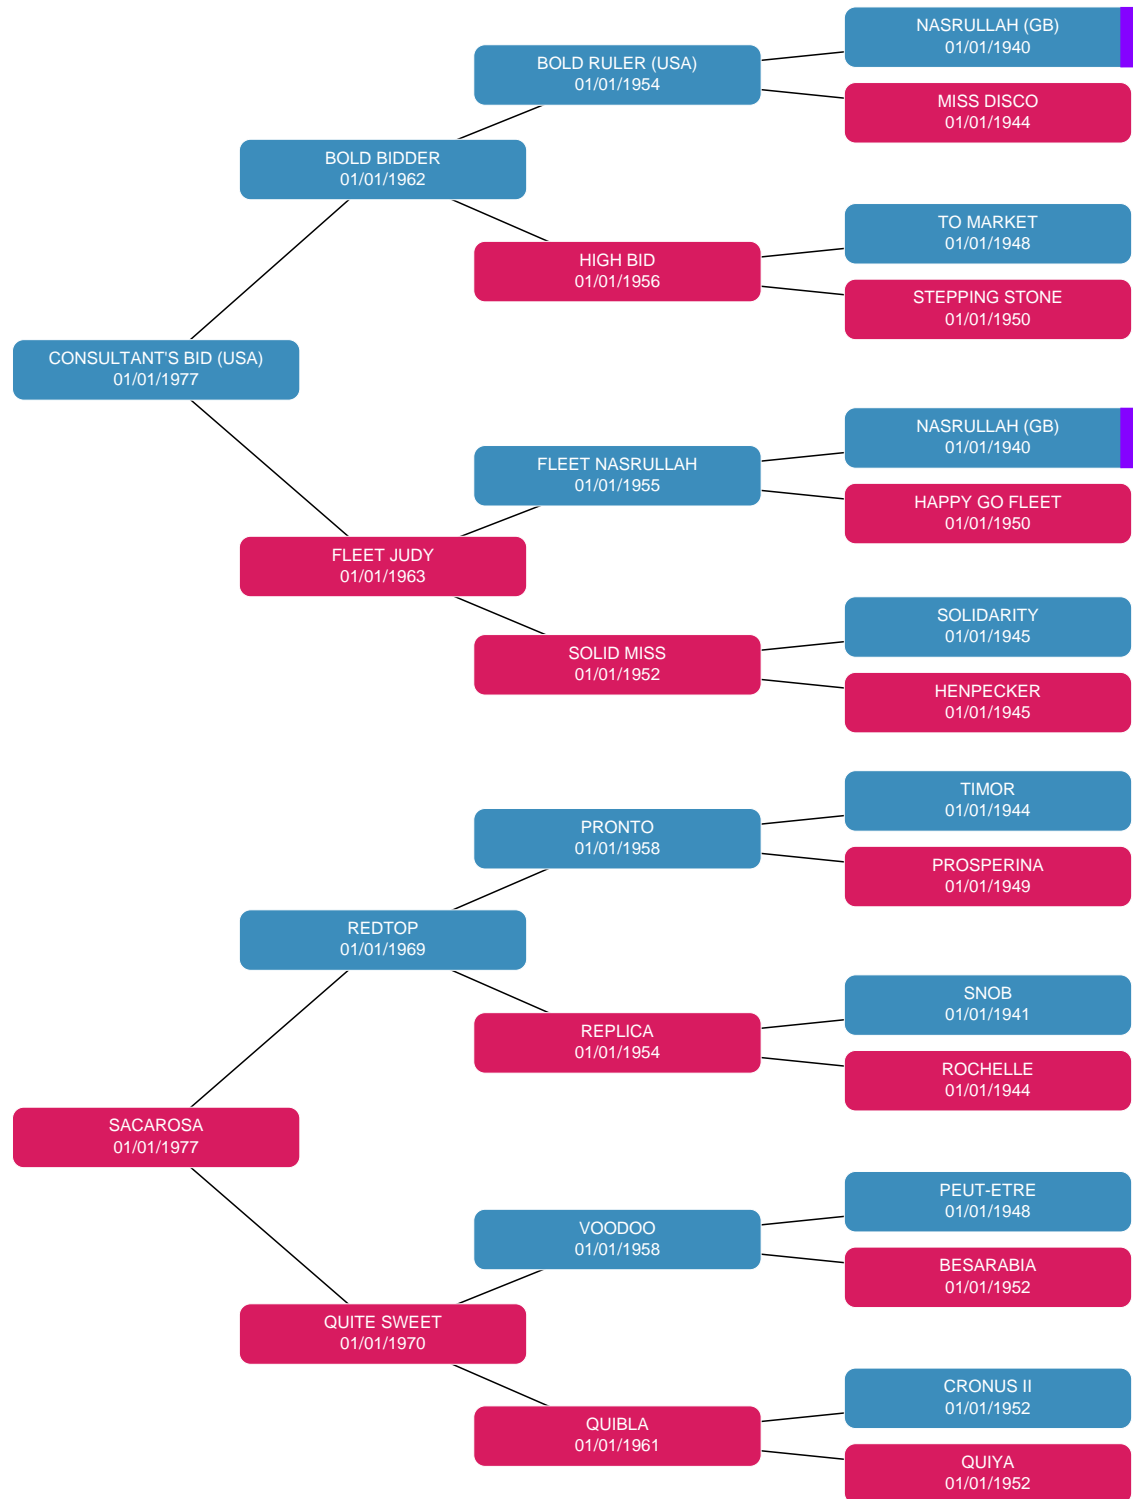 NASRULLAH (GB)
01/01/1940
BOLD RULER (USA)
01/01/1954
MISS DISCO
01/01/1944
BOLD BIDDER
01/01/1962
TO MARKET
01/01/1948
HIGH BID
01/01/1956
STEPPING STONE
01/01/1950
CONSULTANT'S BID (USA)
01/01/1977
NASRULLAH (GB)
01/01/1940
FLEET NASRULLAH
01/01/1955
HAPPY GO FLEET
01/01/1950
FLEET JUDY
01/01/1963
SOLIDARITY
01/01/1945
SOLID MISS
01/01/1952
HENPECKER
01/01/1945
TIMOR
01/01/1944
PRONTO
01/01/1958
PROSPERINA
01/01/1949
REDTOP
01/01/1969
SNOB
01/01/1941
REPLICA
01/01/1954
ROCHELLE
01/01/1944
SACAROSA
01/01/1977
PEUT-ETRE
01/01/1948
VOODOO
01/01/1958
BESARABIA
01/01/1952
QUITE SWEET
01/01/1970
CRONUS II
01/01/1952
QUIBLA
01/01/1961
QUIYA
01/01/1952